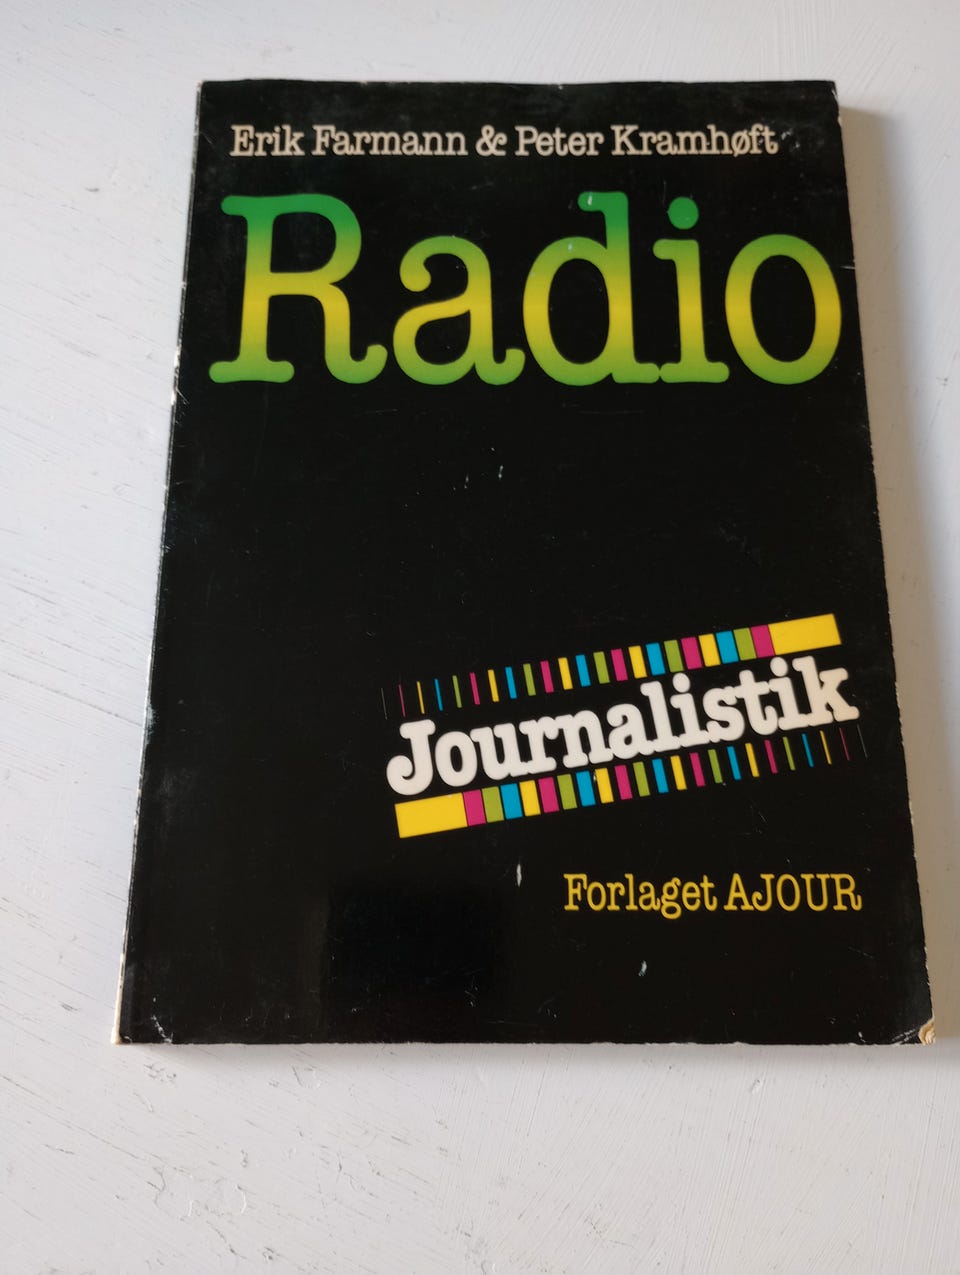 Erik Farmann & Peter Kramhøft
Radio
Journalistik
Forlaget AJOUR